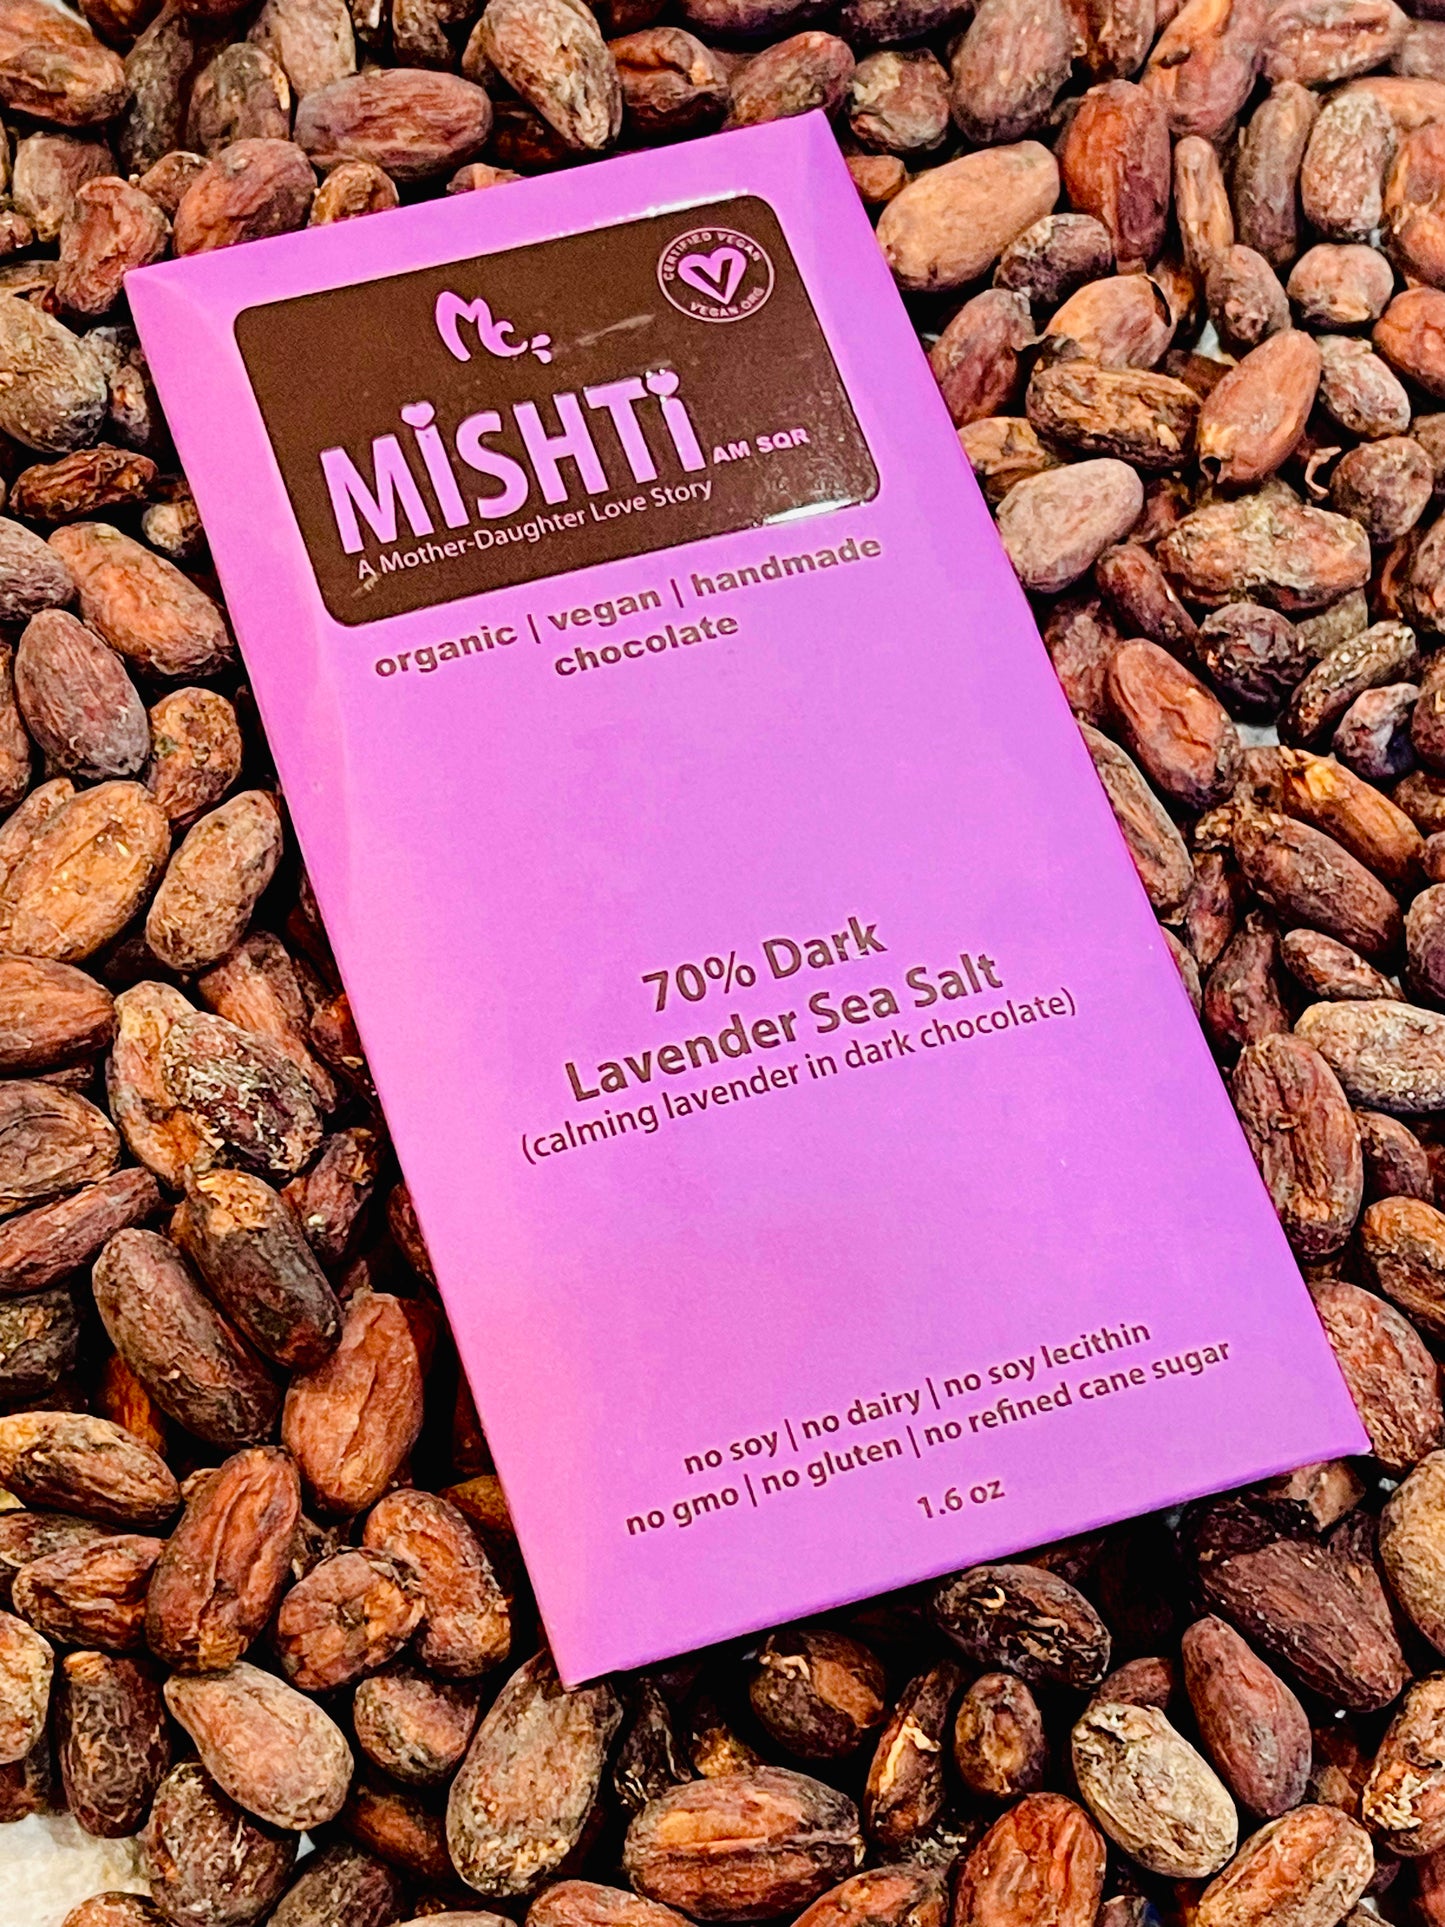 CERTIFIED VEGAN
VEGAN.ORG
Mc
MiSHTi AM SQR
A Mother-Daughter Love Story
organic | vegan | handmade
chocolate
70% Dark
Lavender Sea Salt
(calming lavender in dark chocolate)
no soy | no dairy | no soy lecithin
no gmo | no gluten | no refined cane sugar
1.6 oz